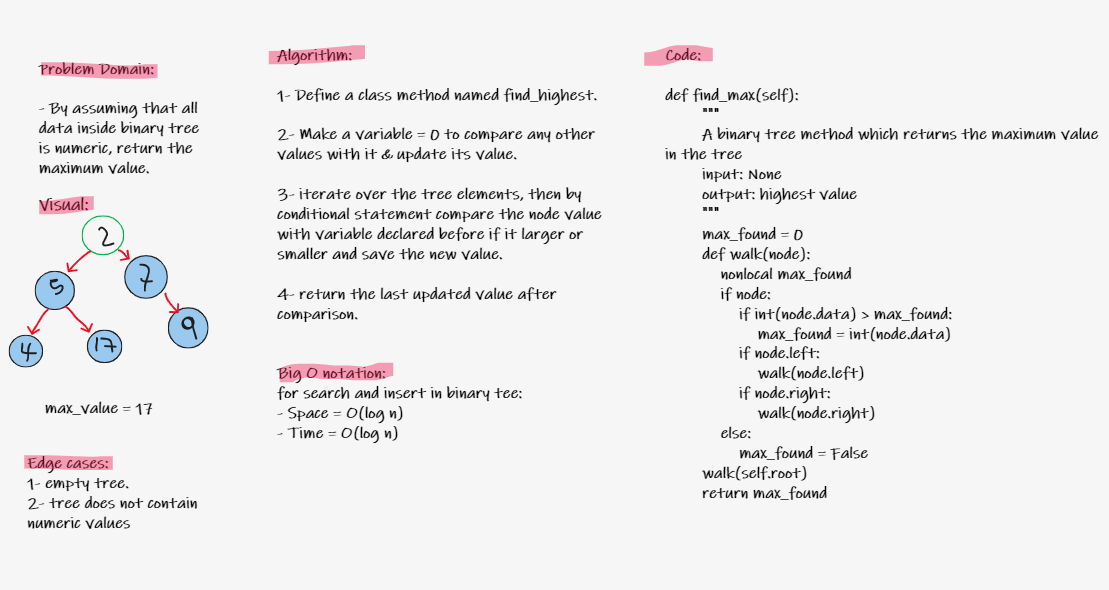 Problem Domain:
- By assuming that all
data inside binary tree
is numeric, return the
maximum value.
Visual:
2
5
7
4
17
9
max_value = 17
Edge cases:
1- empty tree.
2- tree does not contain
numeric values
Algorithm:
1- Define a class method named find_highest.
2- Make a variable = 0 to compare any other
values with it & update its value.
3- iterate over the tree elements, then by
conditional statement compare the node value
with variable declared before if it larger or
smaller and save the new value.
4- return the last updated value after
comparison.
Big O notation:
for search and insert in binary tee:
- Space = O(log n)
- Time = O(log n)
Code:
def find_max(self):
"""
A binary tree method which returns the maximum value
in the tree
input: None
output: highest value
"""
max_found = 0
def walk(node):
nonlocal max_found
if node:
if int(node.data) > max_found:
max_found = int(node.data)
if node.left:
walk(node.left)
if node.right:
walk(node.right)
else:
max_found = False
walk(self.root)
return max_found